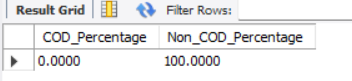 Result Grid Filter Rows:
COD_Percentage Non_COD_Percentage
0.0000 100.0000